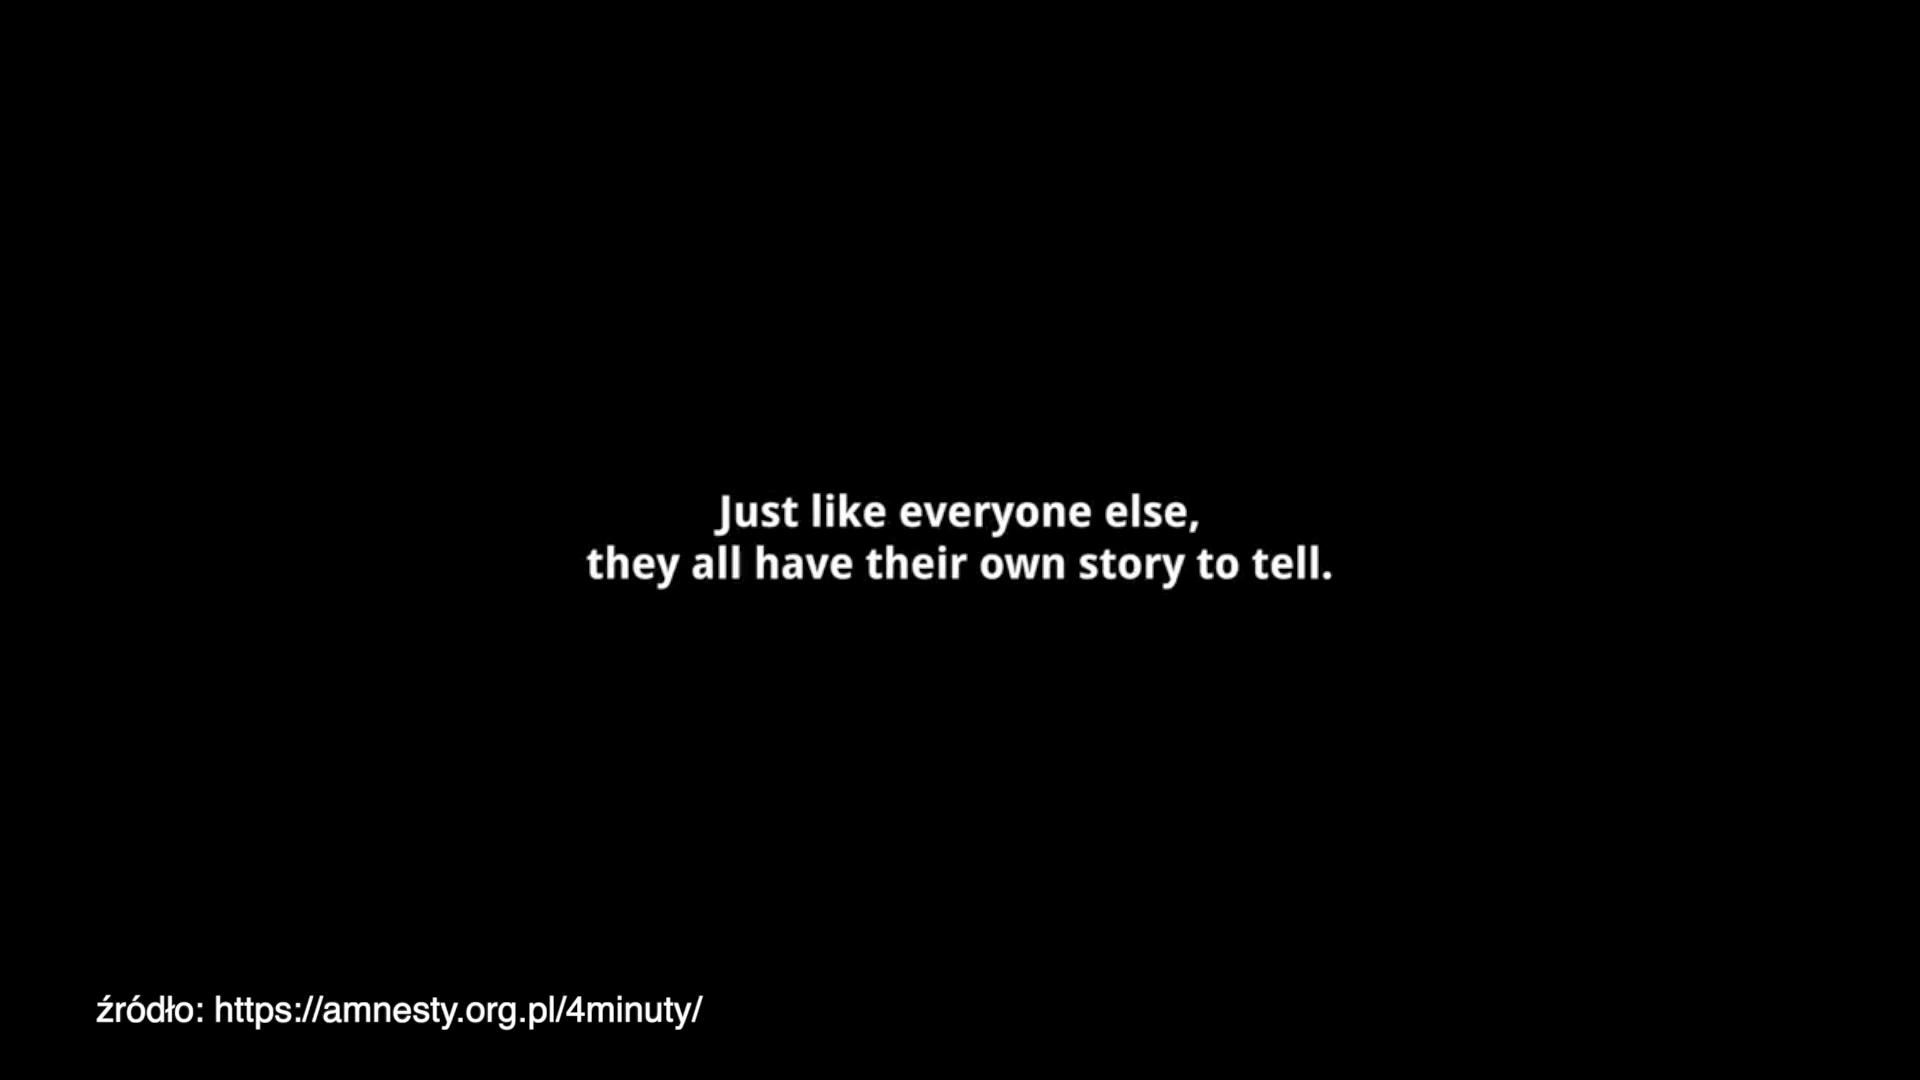 Just like everyone else,
they all have their own story to tell.
źródło: https://amnesty.org.pl/4minuty/